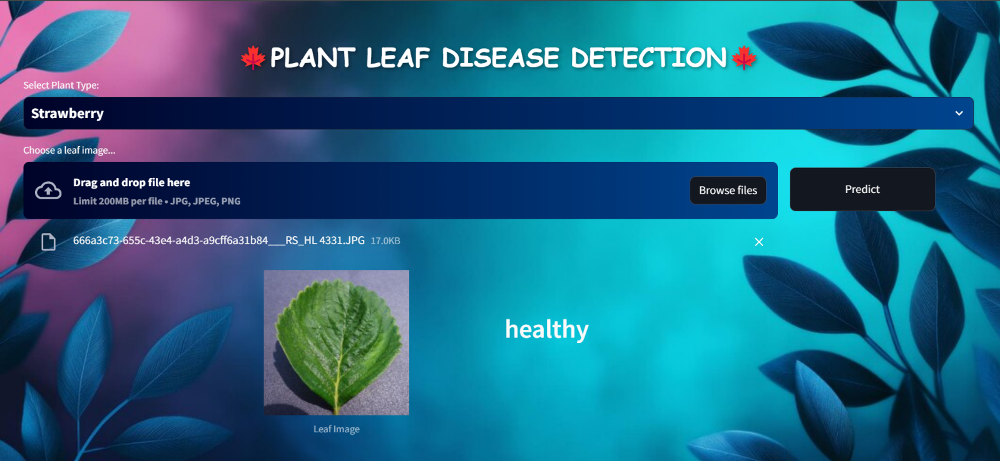 PLANT LEAF DISEASE DETECTION
Select Plant Type:
Strawberry
Choose a leaf image...
Drag and drop file here
Limit 200MB per file • JPG, JPEG, PNG
Browse files
Predict
666a3c73-655c-43e4-a4d3-a9cff6a31b84___RS_HL 4331.JPG 17.0KB
healthy
Leaf Image